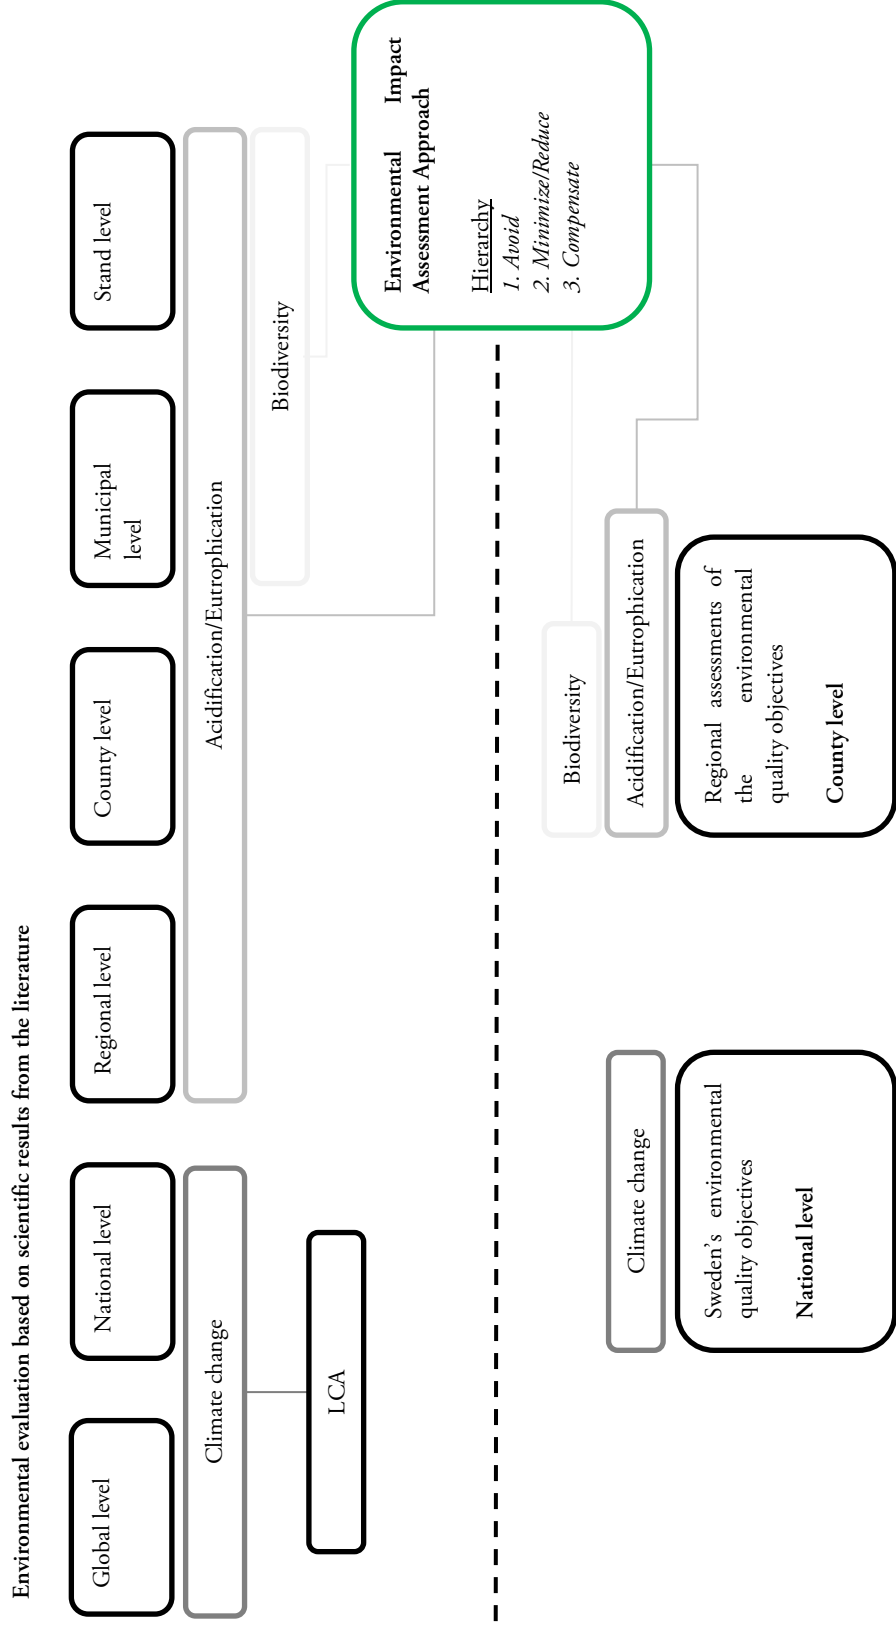 Environmental evaluation based on scientific results from the literature
Global level
National level
Regional level
County level
Municipal
level
Stand level
Climate change
Acidification/Eutrophication
Biodiversity
LCA
Environmental Impact
Assessment Approach
Hierarchy
1. Avoid
2. Minimize/Reduce
3. Compensate
Biodiversity
Climate change
Acidification/Eutrophication
Sweden's environmental
quality objectives
National level
Regional assessments of
the environmental
quality objectives
County level